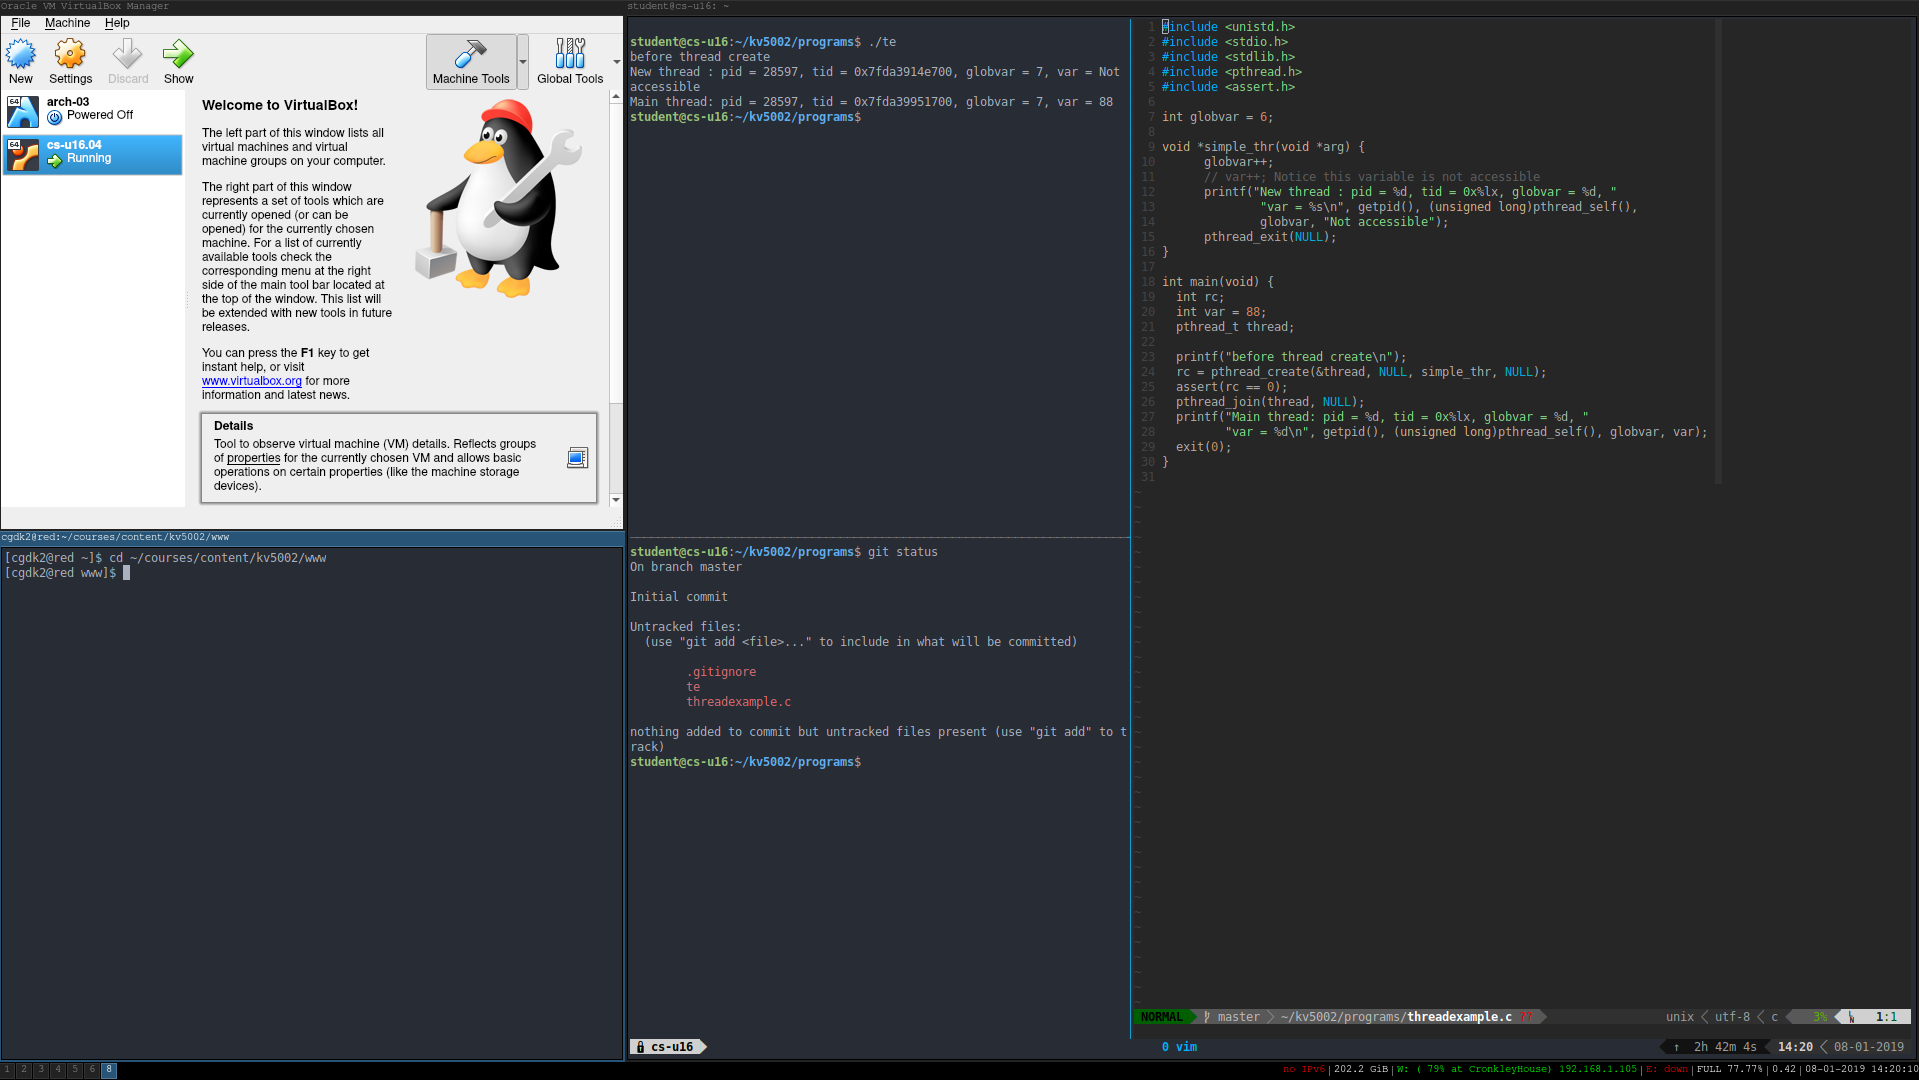 Oracle VM VirtualBox Manager
File Machine Help
New Settings Discard Show Machine Tools Global Tools
64 arch-03
Powered Off
64 cs-u16.04
Running
Welcome to VirtualBox!
The left part of this window lists all
virtual machines and virtual
machine groups on your computer.
The right part of this window
represents a set of tools which are
currently opened (or can be
opened) for the currently chosen
machine. For a list of currently
available tools check the
corresponding menu at the right
side of the main tool bar located at
the top of the window. This list will
be extended with new tools in future
releases.
You can press the F1 key to get
instant help, or visit
www.virtualbox.org for more
information and latest news.
Details
Tool to observe virtual machine (VM) details. Reflects groups
of properties for the currently chosen VM and allows basic
operations on certain properties (like the machine storage
devices).
cgdk2@red:~/courses/content/kv5002/www
[cgdk2@red ~]$ cd ~/courses/content/kv5002/www
[cgdk2@red www]$
student@cs-u16: ~
student@cs-u16:~/kv5002/programs$ ./te
before thread create
New thread : pid = 28597, tid = 0x7fda3914e700, globvar = 7, var = Not
accessible
Main thread: pid = 28597, tid = 0x7fda39951700, globvar = 7, var = 88
student@cs-u16:~/kv5002/programs$
student@cs-u16:~/kv5002/programs$ git status
On branch master
Initial commit
Untracked files:
(use "git add <file>..." to include in what will be committed)
.gitignore
te
threadexample.c
nothing added to commit but untracked files present (use "git add" to t
rack)
student@cs-u16:~/kv5002/programs$
1 #include <unistd.h>
2 #include <stdio.h>
3 #include <stdlib.h>
4 #include <pthread.h>
5 #include <assert.h>
6
7 int globvar = 6;
8
9 void *simple_thr(void *arg) {
10 globvar++;
11 // var++; Notice this variable is not accessible
12 printf("New thread : pid = %d, tid = 0x%lx, globvar = %d, "
13 "var = %s\n", getpid(), (unsigned long)pthread_self(),
14 globvar, "Not accessible");
15 pthread_exit(NULL);
16 }
17
18 int main(void) {
19 int rc;
20 int var = 88;
21 pthread_t thread;
22
23 printf("before thread create\n");
24 rc = pthread_create(&thread, NULL, simple_thr, NULL);
25 assert(rc == 0);
26 pthread_join(thread, NULL);
27 printf("Main thread: pid = %d, tid = 0x%lx, globvar = %d, "
28 "var = %d\n", getpid(), (unsigned long)pthread_self(), globvar, var);
29 exit(0);
30 }
31
NORMAL master ~/kv5002/programs/threadexample.c ?? unix utf-8 c 3% 1:1
cs-u16 0 vim ↑ 2h 42m 4s 14:20 08-01-2019
1 2 3 4 5 6 8 no IPv6|202.2 GiB|W: ( 79% at CronkleyHouse) 192.168.1.105|E: down|FULL 77.77%|0.42|08-01-2019 14:20:10